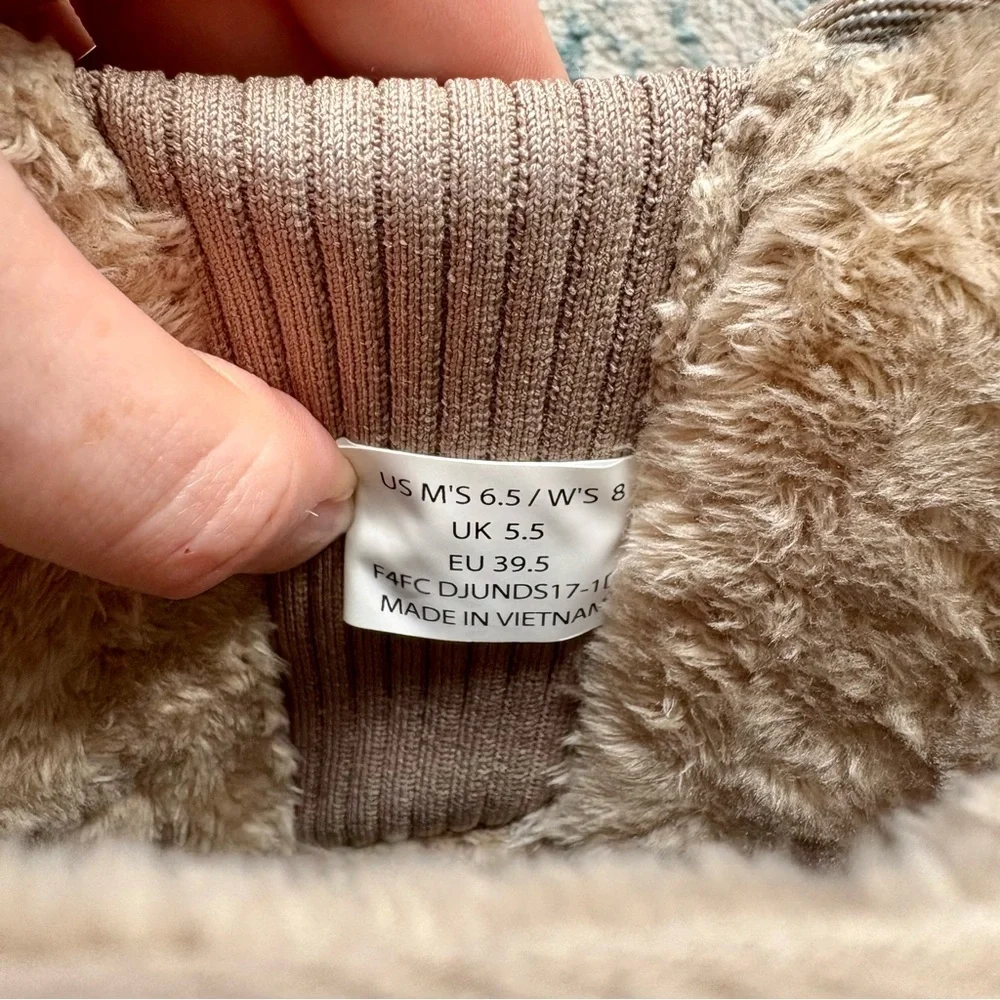 US M'S 6.5 / W'S 8
UK 5.5
EU 39.5
F4FC DJUNDS17-1
MADE IN VIETNAM